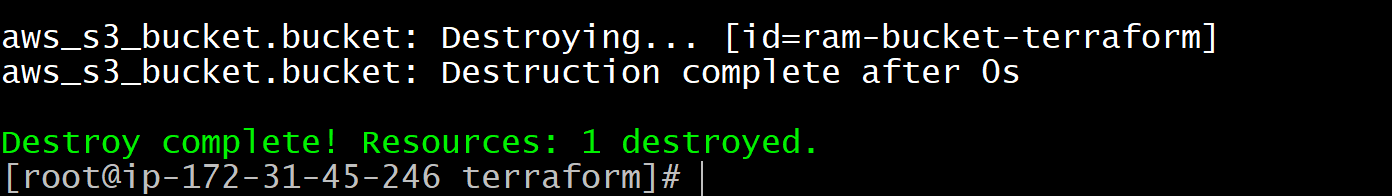 aws_s3_bucket.bucket: Destroying... [id=ram-bucket-terraform]
aws_s3_bucket.bucket: Destruction complete after 0s
Destroy complete! Resources: 1 destroyed.
[root@ip-172-31-45-246 terraform]#